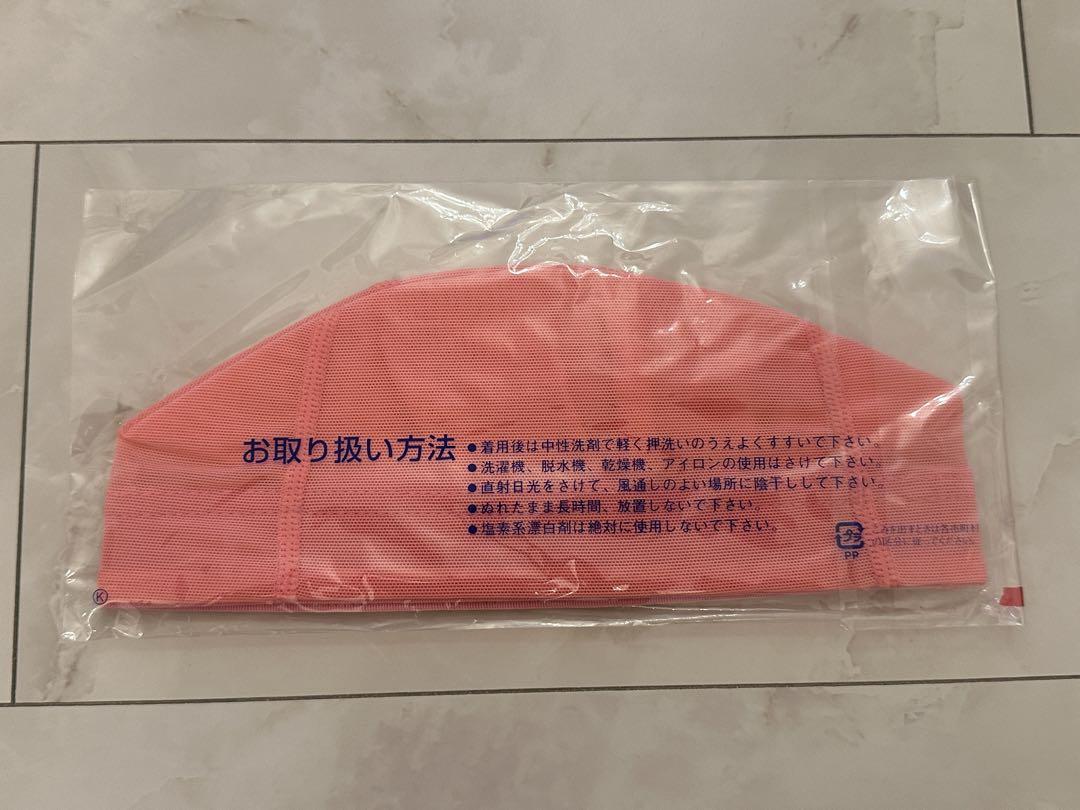 お取り扱い方法
●着用後は中性洗剤で軽く押洗いのうえよくすすいで下さい。
●洗濯機、脱水機、乾燥機、アイロンの使用はさけて下さい。
●直射日光をさけて、風通しのよい場所に陰干しして下さい。
●ぬれたまま長時間、放置しないで下さい。
●塩素系漂白剤は絶対に使用しないで下さい。
プラ
PP
Ⓚ